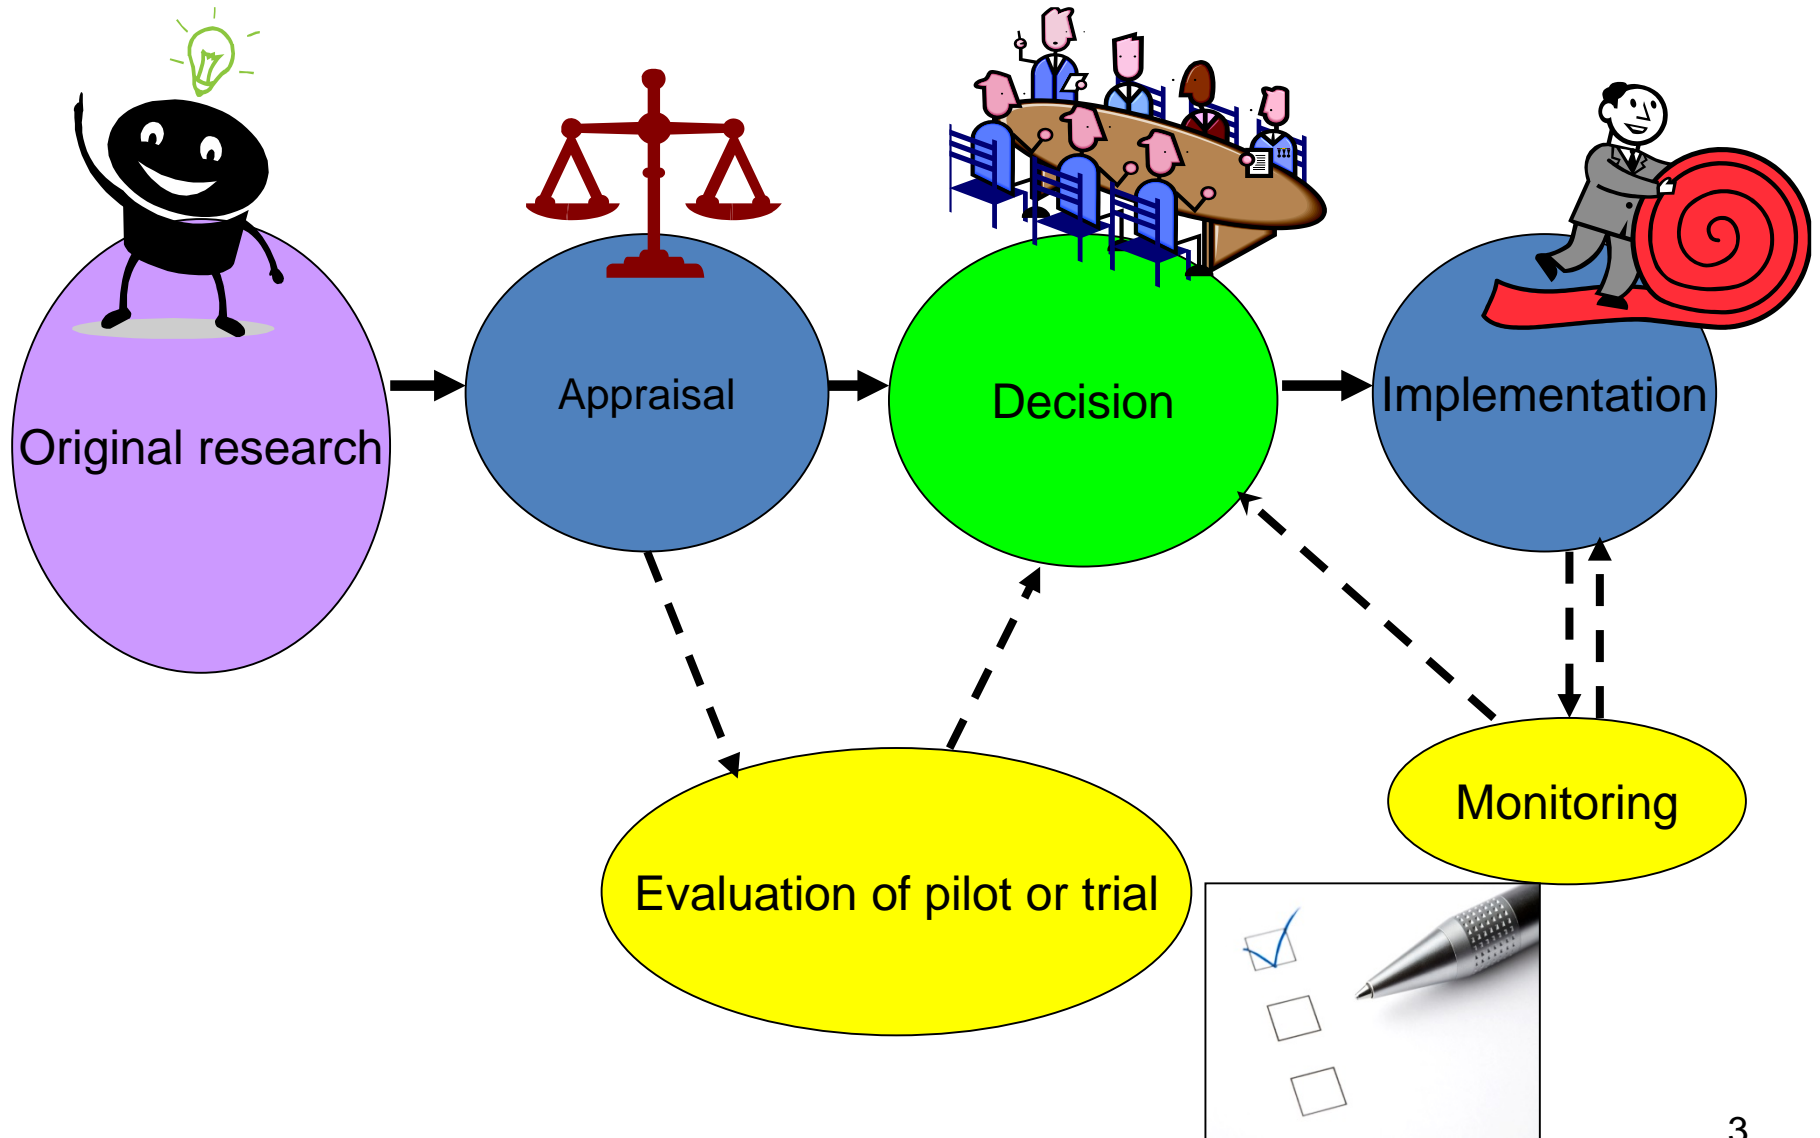 Original research
Appraisal
Decision
Implementation
Evaluation of pilot or trial
Monitoring
3